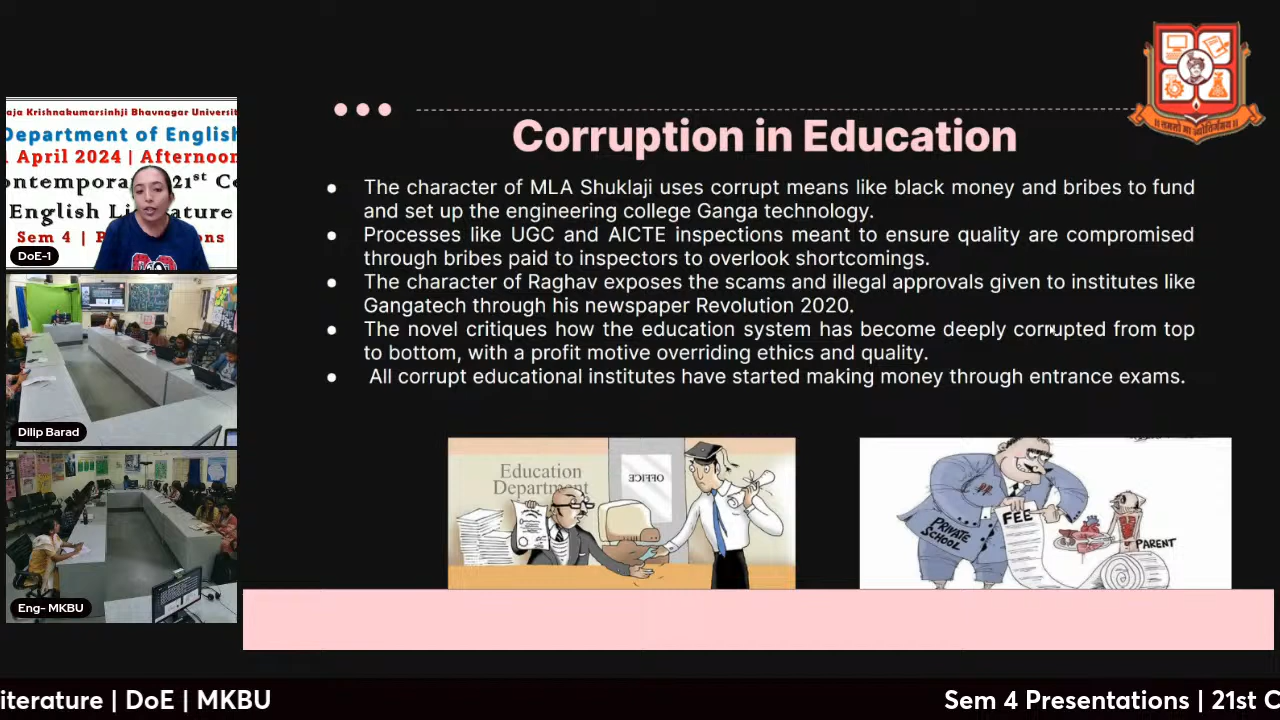 Corruption in Education
● The character of MLA Shuklaji uses corrupt means like black money and bribes to fund
and set up the engineering college Ganga technology.
● Processes like UGC and AICTE inspections meant to ensure quality are compromised
through bribes paid to inspectors to overlook shortcomings.
● The character of Raghav exposes the scams and illegal approvals given to institutes like
Gangatech through his newspaper Revolution 2020.
● The novel critiques how the education system has become deeply corrupted from top
to bottom, with a profit motive overriding ethics and quality.
● All corrupt educational institutes have started making money through entrance exams.
Education
Department
OFFICE
PRIVATE
SCHOOL
FEE
PARENT
aja Krishnakumarsinhji Bhavnagar Universit
Department of English
April 2024 | Afternoon
ontempora 21st Ce
English Li erature
Sem 4 | P ons
DoE-1
Dilip Barad
Eng- MKBU
iterature | DoE | MKBU
Sem 4 Presentations | 21st C